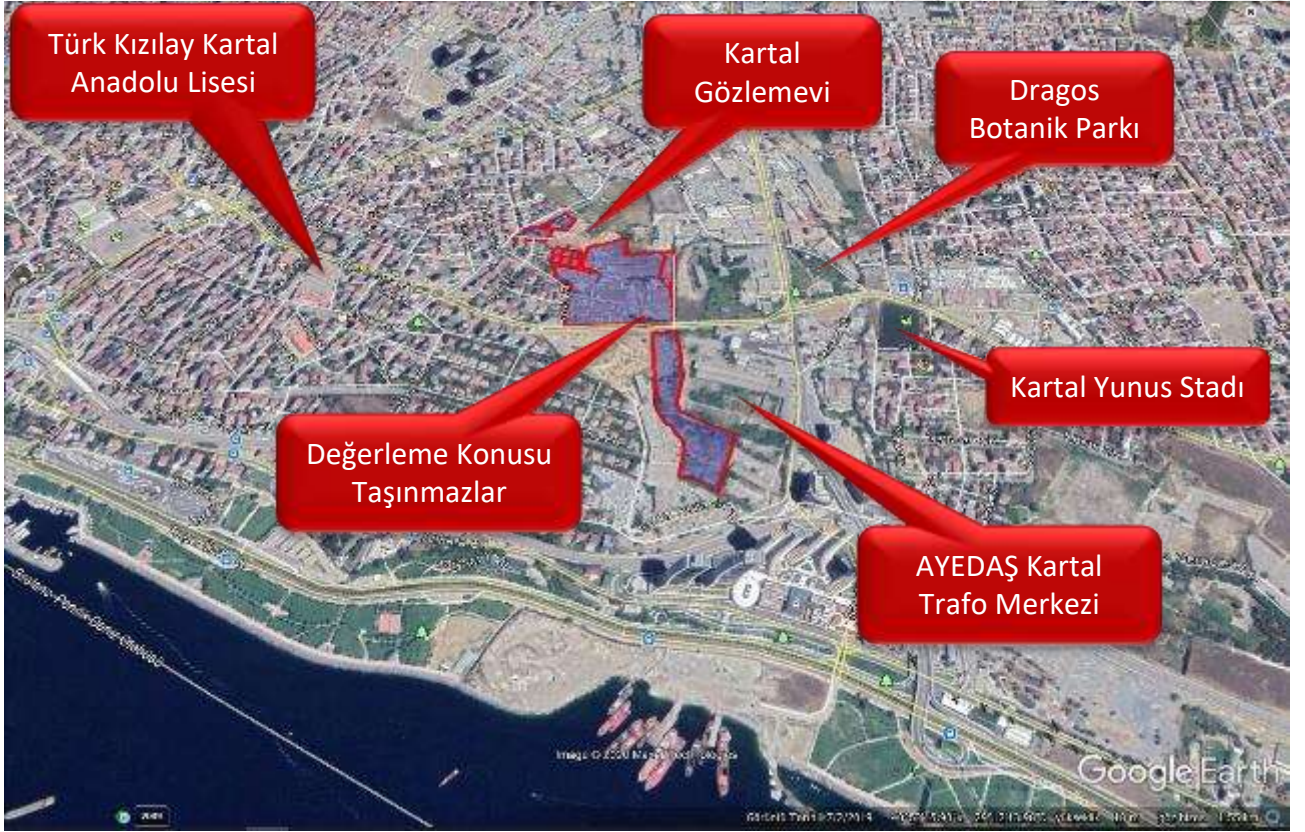 Türk Kızılay Kartal
Anadolu Lisesi
Kartal
Gözlemevi
Dragos
Botanik Parkı
Kartal Yunus Stadı
Değerleme Konusu
Taşınmazlar
AYEDAŞ Kartal
Trafo Merkezi
Google Earth